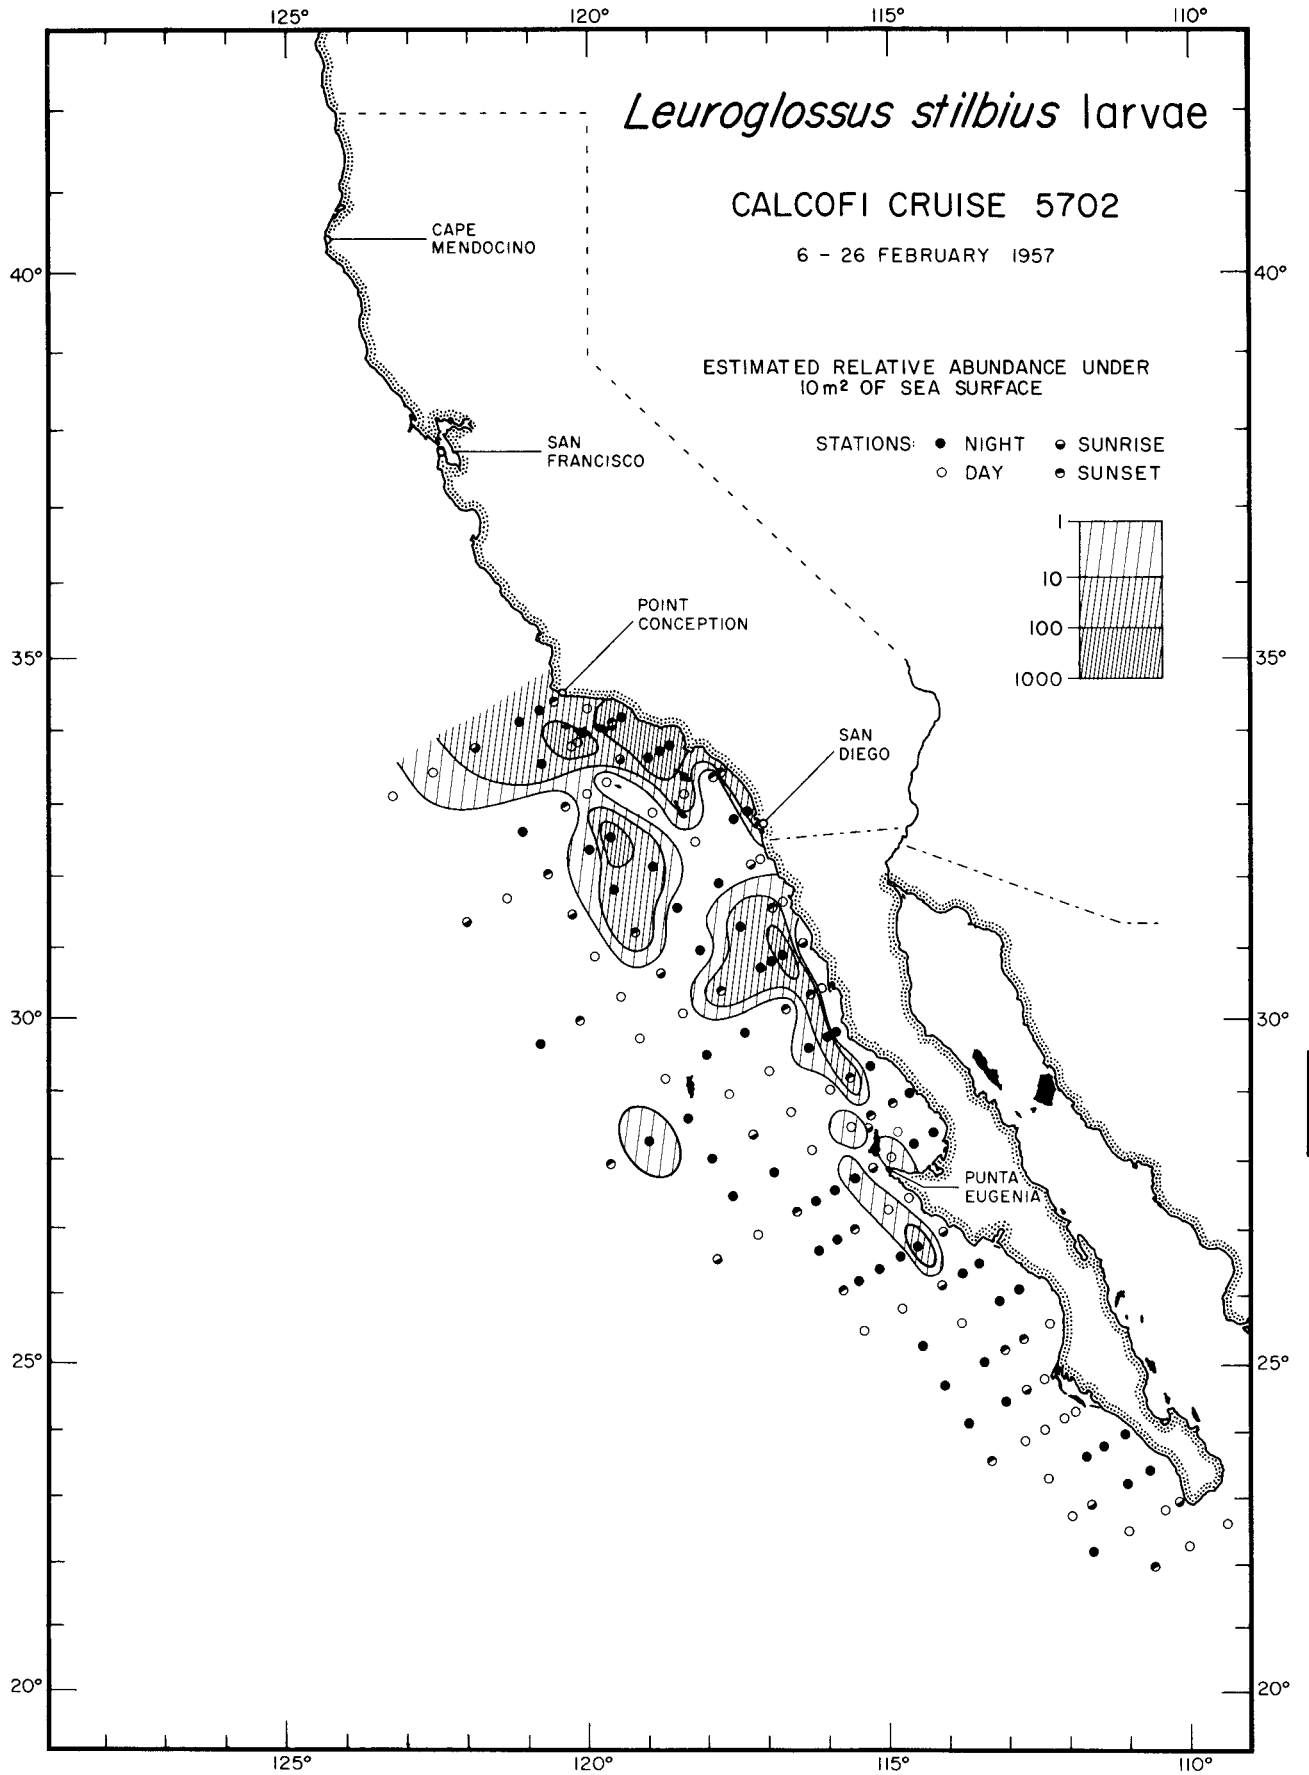 125° 120° 115° 110°
Leuroglossus stilbius larvae
CALCOFI CRUISE 5702
6 – 26 FEBRUARY 1957
CAPE
MENDOCINO
40° 40°
ESTIMATED RELATIVE ABUNDANCE UNDER
10m² OF SEA SURFACE
STATIONS: NIGHT SUNRISE
DAY SUNSET
SAN
FRANCISCO
1
10
100
1000
POINT
CONCEPTION
35° 35°
SAN
DIEGO
30° 30°
PUNTA
EUGENIA
25° 25°
20° 20°
125° 120° 115° 110°